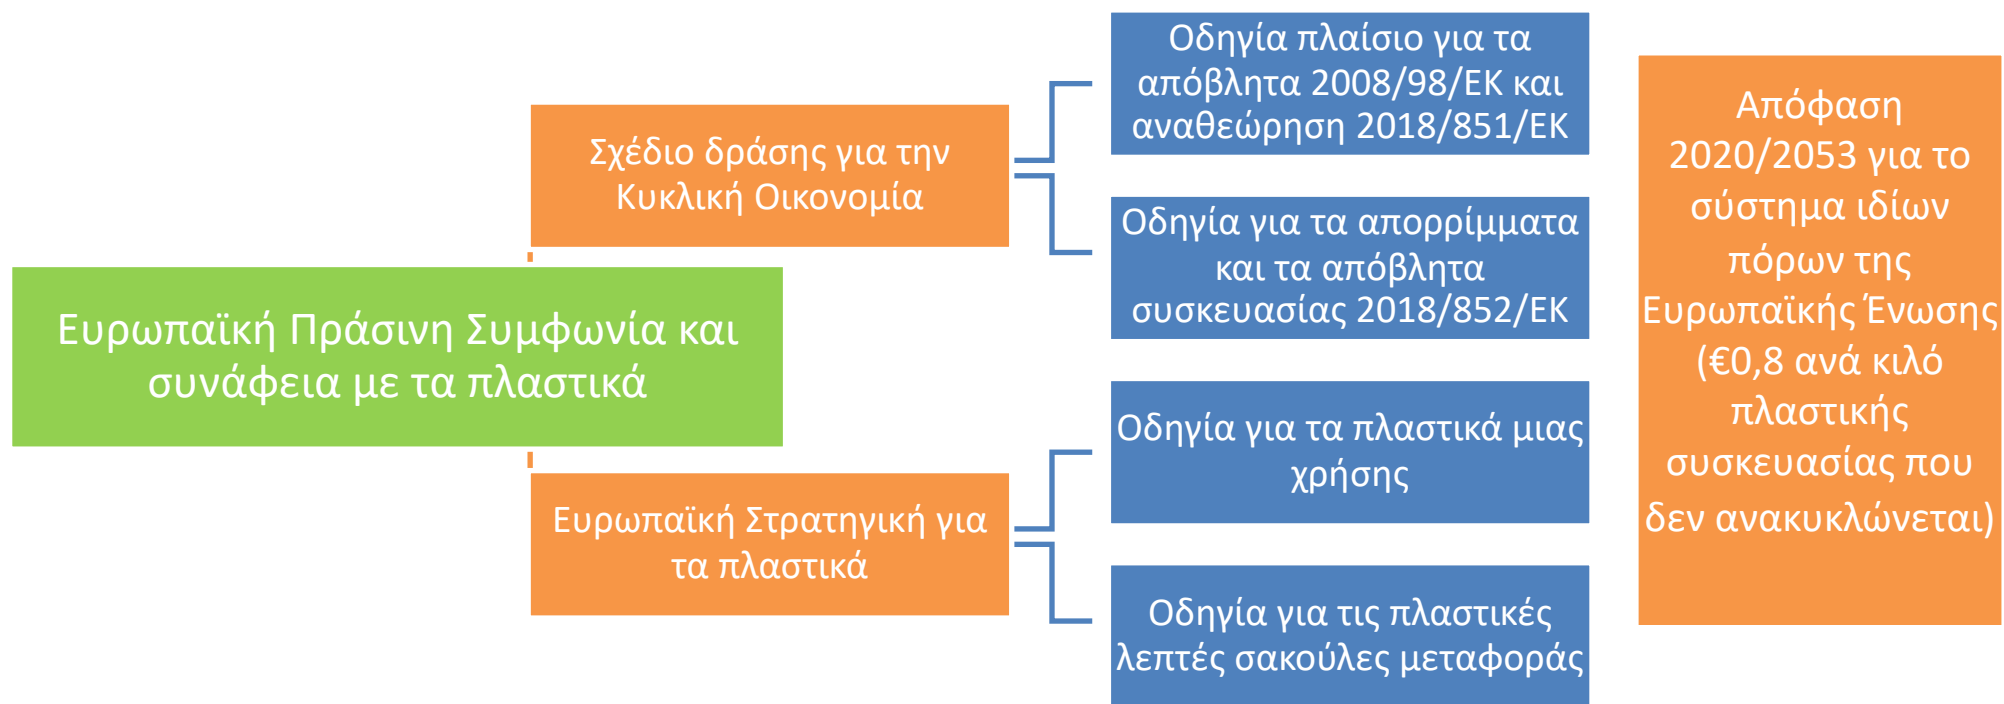 Ευρωπαϊκή Πράσινη Συμφωνία και
συνάφεια με τα πλαστικά
Σχέδιο δράσης για την
Κυκλική Οικονομία
Οδηγία πλαίσιο για τα
απόβλητα 2008/98/ΕΚ και
αναθεώρηση 2018/851/ΕΚ
Οδηγία για τα απορρίμματα
και τα απόβλητα
συσκευασίας 2018/852/ΕΚ
Ευρωπαϊκή Στρατηγική για
τα πλαστικά
Οδηγία για τα πλαστικά μιας
χρήσης
Οδηγία για τις πλαστικές
λεπτές σακούλες μεταφοράς
Απόφαση
2020/2053 για το
σύστημα ιδίων
πόρων της
Ευρωπαϊκής Ένωσης
(€0,8 ανά κιλό
πλαστικής
συσκευασίας που
δεν ανακυκλώνεται)